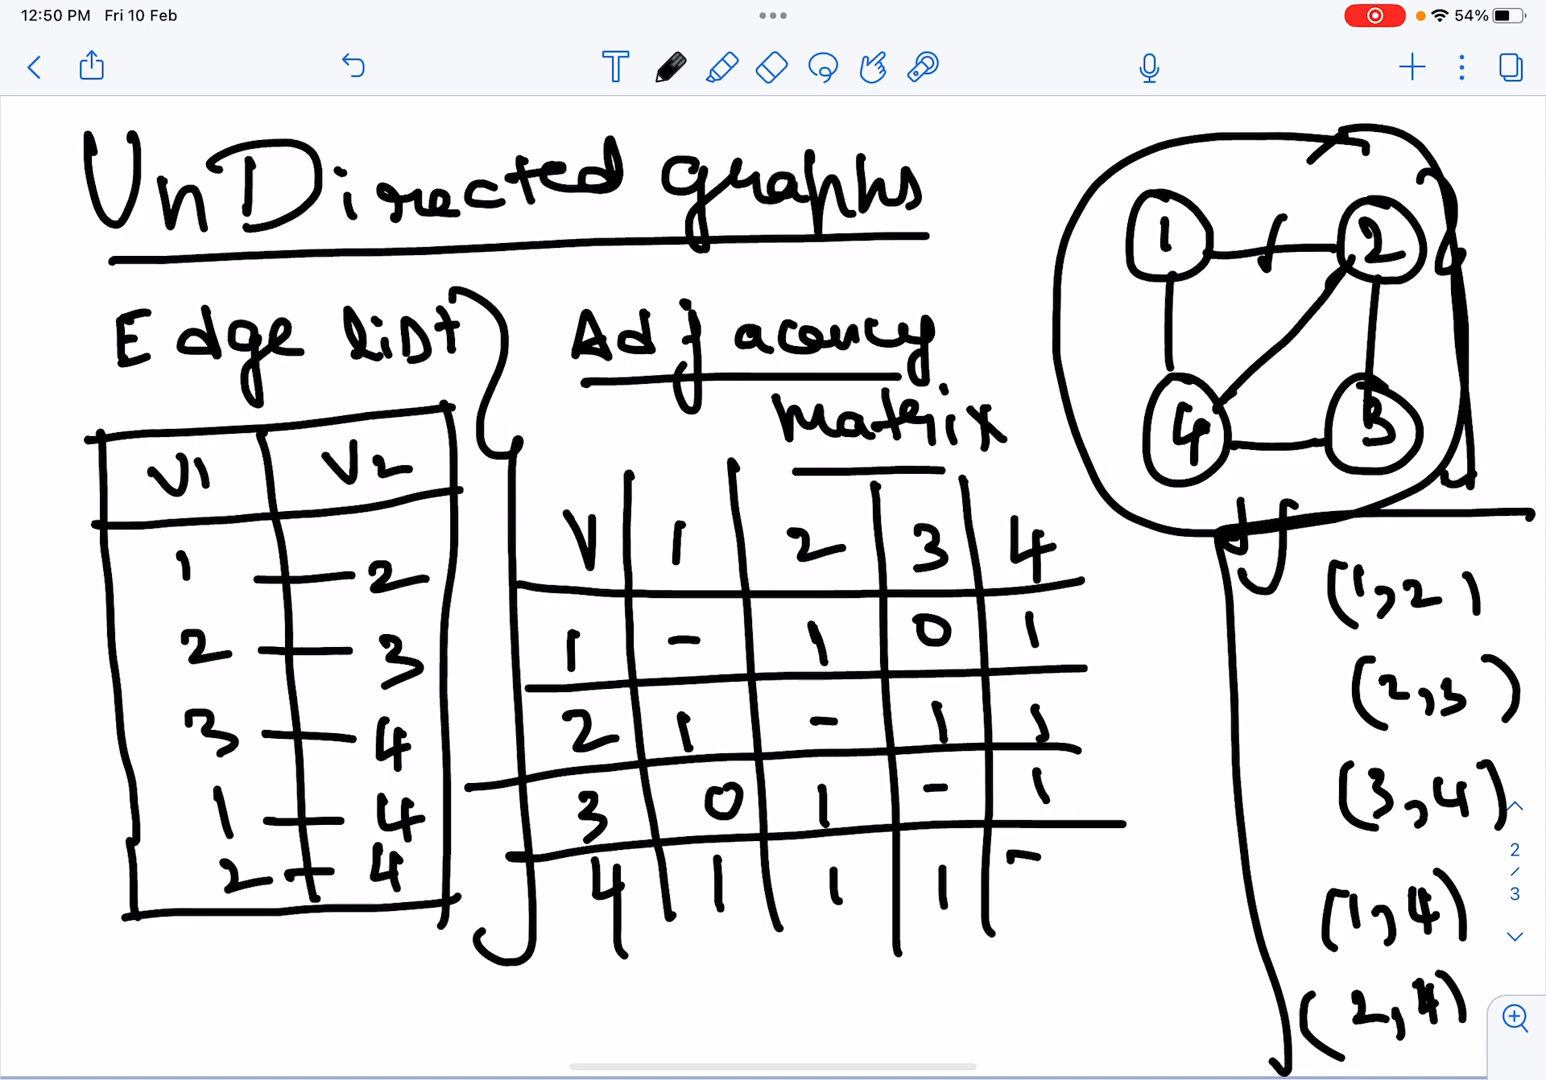 12:50 PM Fri 10 Feb
54%
UnDirected graphs
Edge list
V1 V2
1 — 2
2 — 3
3 — 4
1 — 4
2 — 4
Adjacency
matrix
V 1 2 3 4
1 - 1 0 1
2 1 - 1 1
3 0 1 - 1
4 1 1 1 -
1 2
4 3
(1,2)
(2,3)
(3,4)
(1,4)
(2,4)
2
/
3